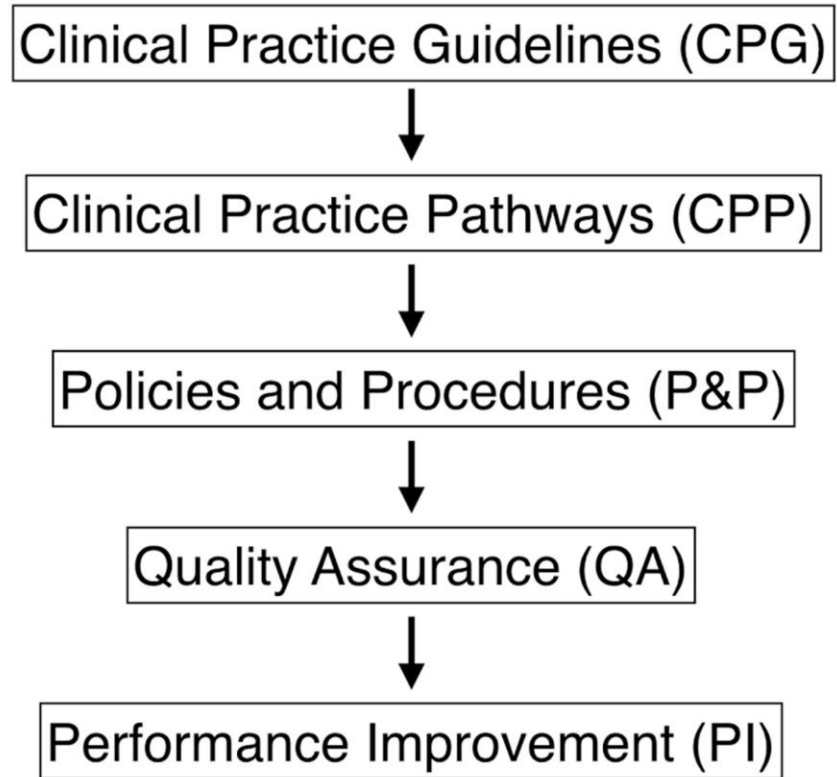 Clinical Practice Guidelines (CPG)
Clinical Practice Pathways (CPP)
Policies and Procedures (P&P)
Quality Assurance (QA)
Performance Improvement (PI)